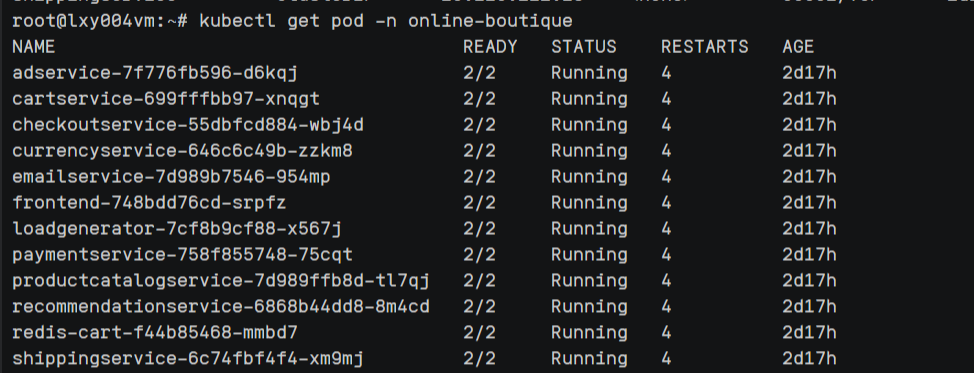 root@lxy004vm:~# kubectl get pod -n online-boutique
NAME READY STATUS RESTARTS AGE
adservice-7f776fb596-d6kqj 2/2 Running 4 2d17h
cartservice-699fffbb97-xnqgt 2/2 Running 4 2d17h
checkoutservice-55dbfcd884-wbj4d 2/2 Running 4 2d17h
currencyservice-646c6c49b-zzkm8 2/2 Running 4 2d17h
emailservice-7d989b7546-954mp 2/2 Running 4 2d17h
frontend-748bdd76cd-srpfz 2/2 Running 4 2d17h
loadgenerator-7cf8b9cf88-x567j 2/2 Running 4 2d17h
paymentservice-758f855748-75cqt 2/2 Running 4 2d17h
productcatalogservice-7d989ffb8d-tl7qj 2/2 Running 4 2d17h
recommendationservice-6868b44dd8-8m4cd 2/2 Running 4 2d17h
redis-cart-f44b85468-mmbd7 2/2 Running 4 2d17h
shippingservice-6c74fbf4f4-xm9mj 2/2 Running 4 2d17h